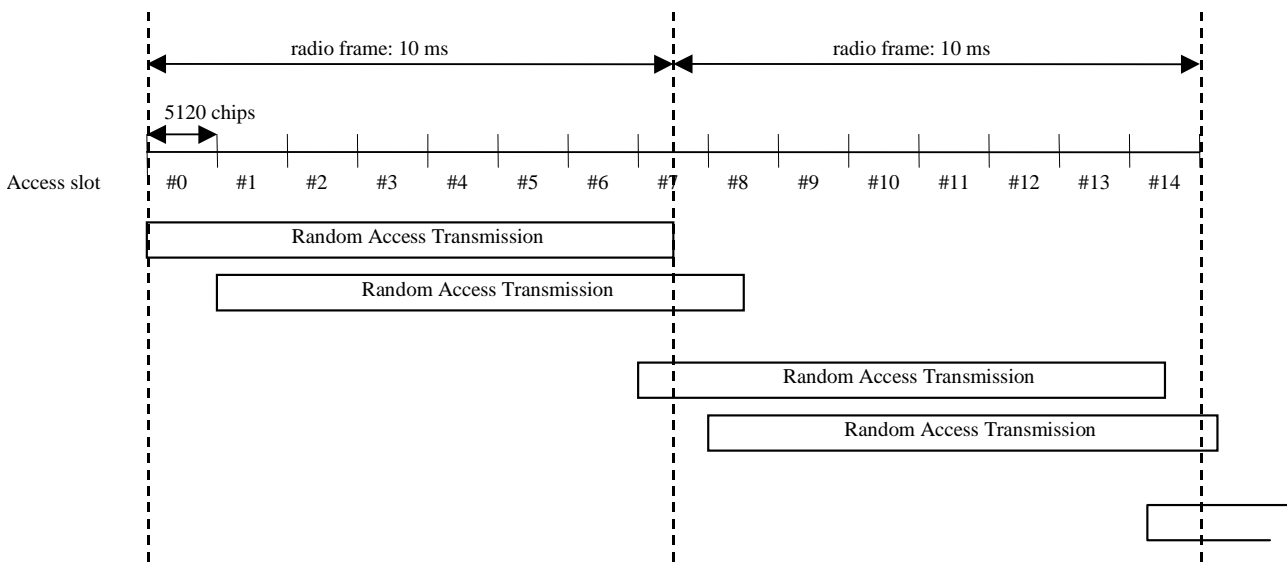 radio frame: 10 ms radio frame: 10 ms
5120 chips
Access slot #0 #1 #2 #3 #4 #5 #6 #7 #8 #9 #10 #11 #12 #13 #14
Random Access Transmission
Random Access Transmission
Random Access Transmission
Random Access Transmission